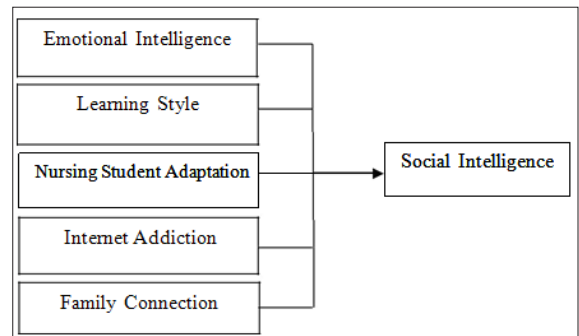 Emotional Intelligence
Learning Style
Nursing Student Adaptation
Social Intelligence
Internet Addiction
Family Connection